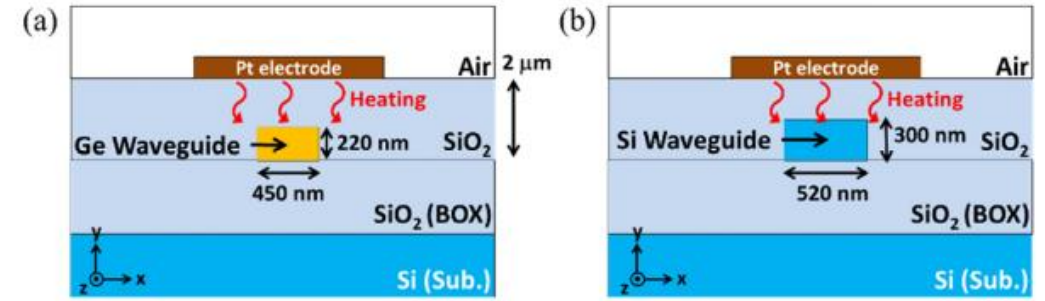 (a)
Pt electrode
Air
2 μm
Heating
Ge Waveguide
220 nm
SiO₂
450 nm
SiO₂ (BOX)
y
x
z
Si (Sub.)
(b)
Pt electrode
Air
Heating
Si Waveguide
300 nm
SiO₂
520 nm
SiO₂ (BOX)
y
x
z
Si (Sub.)